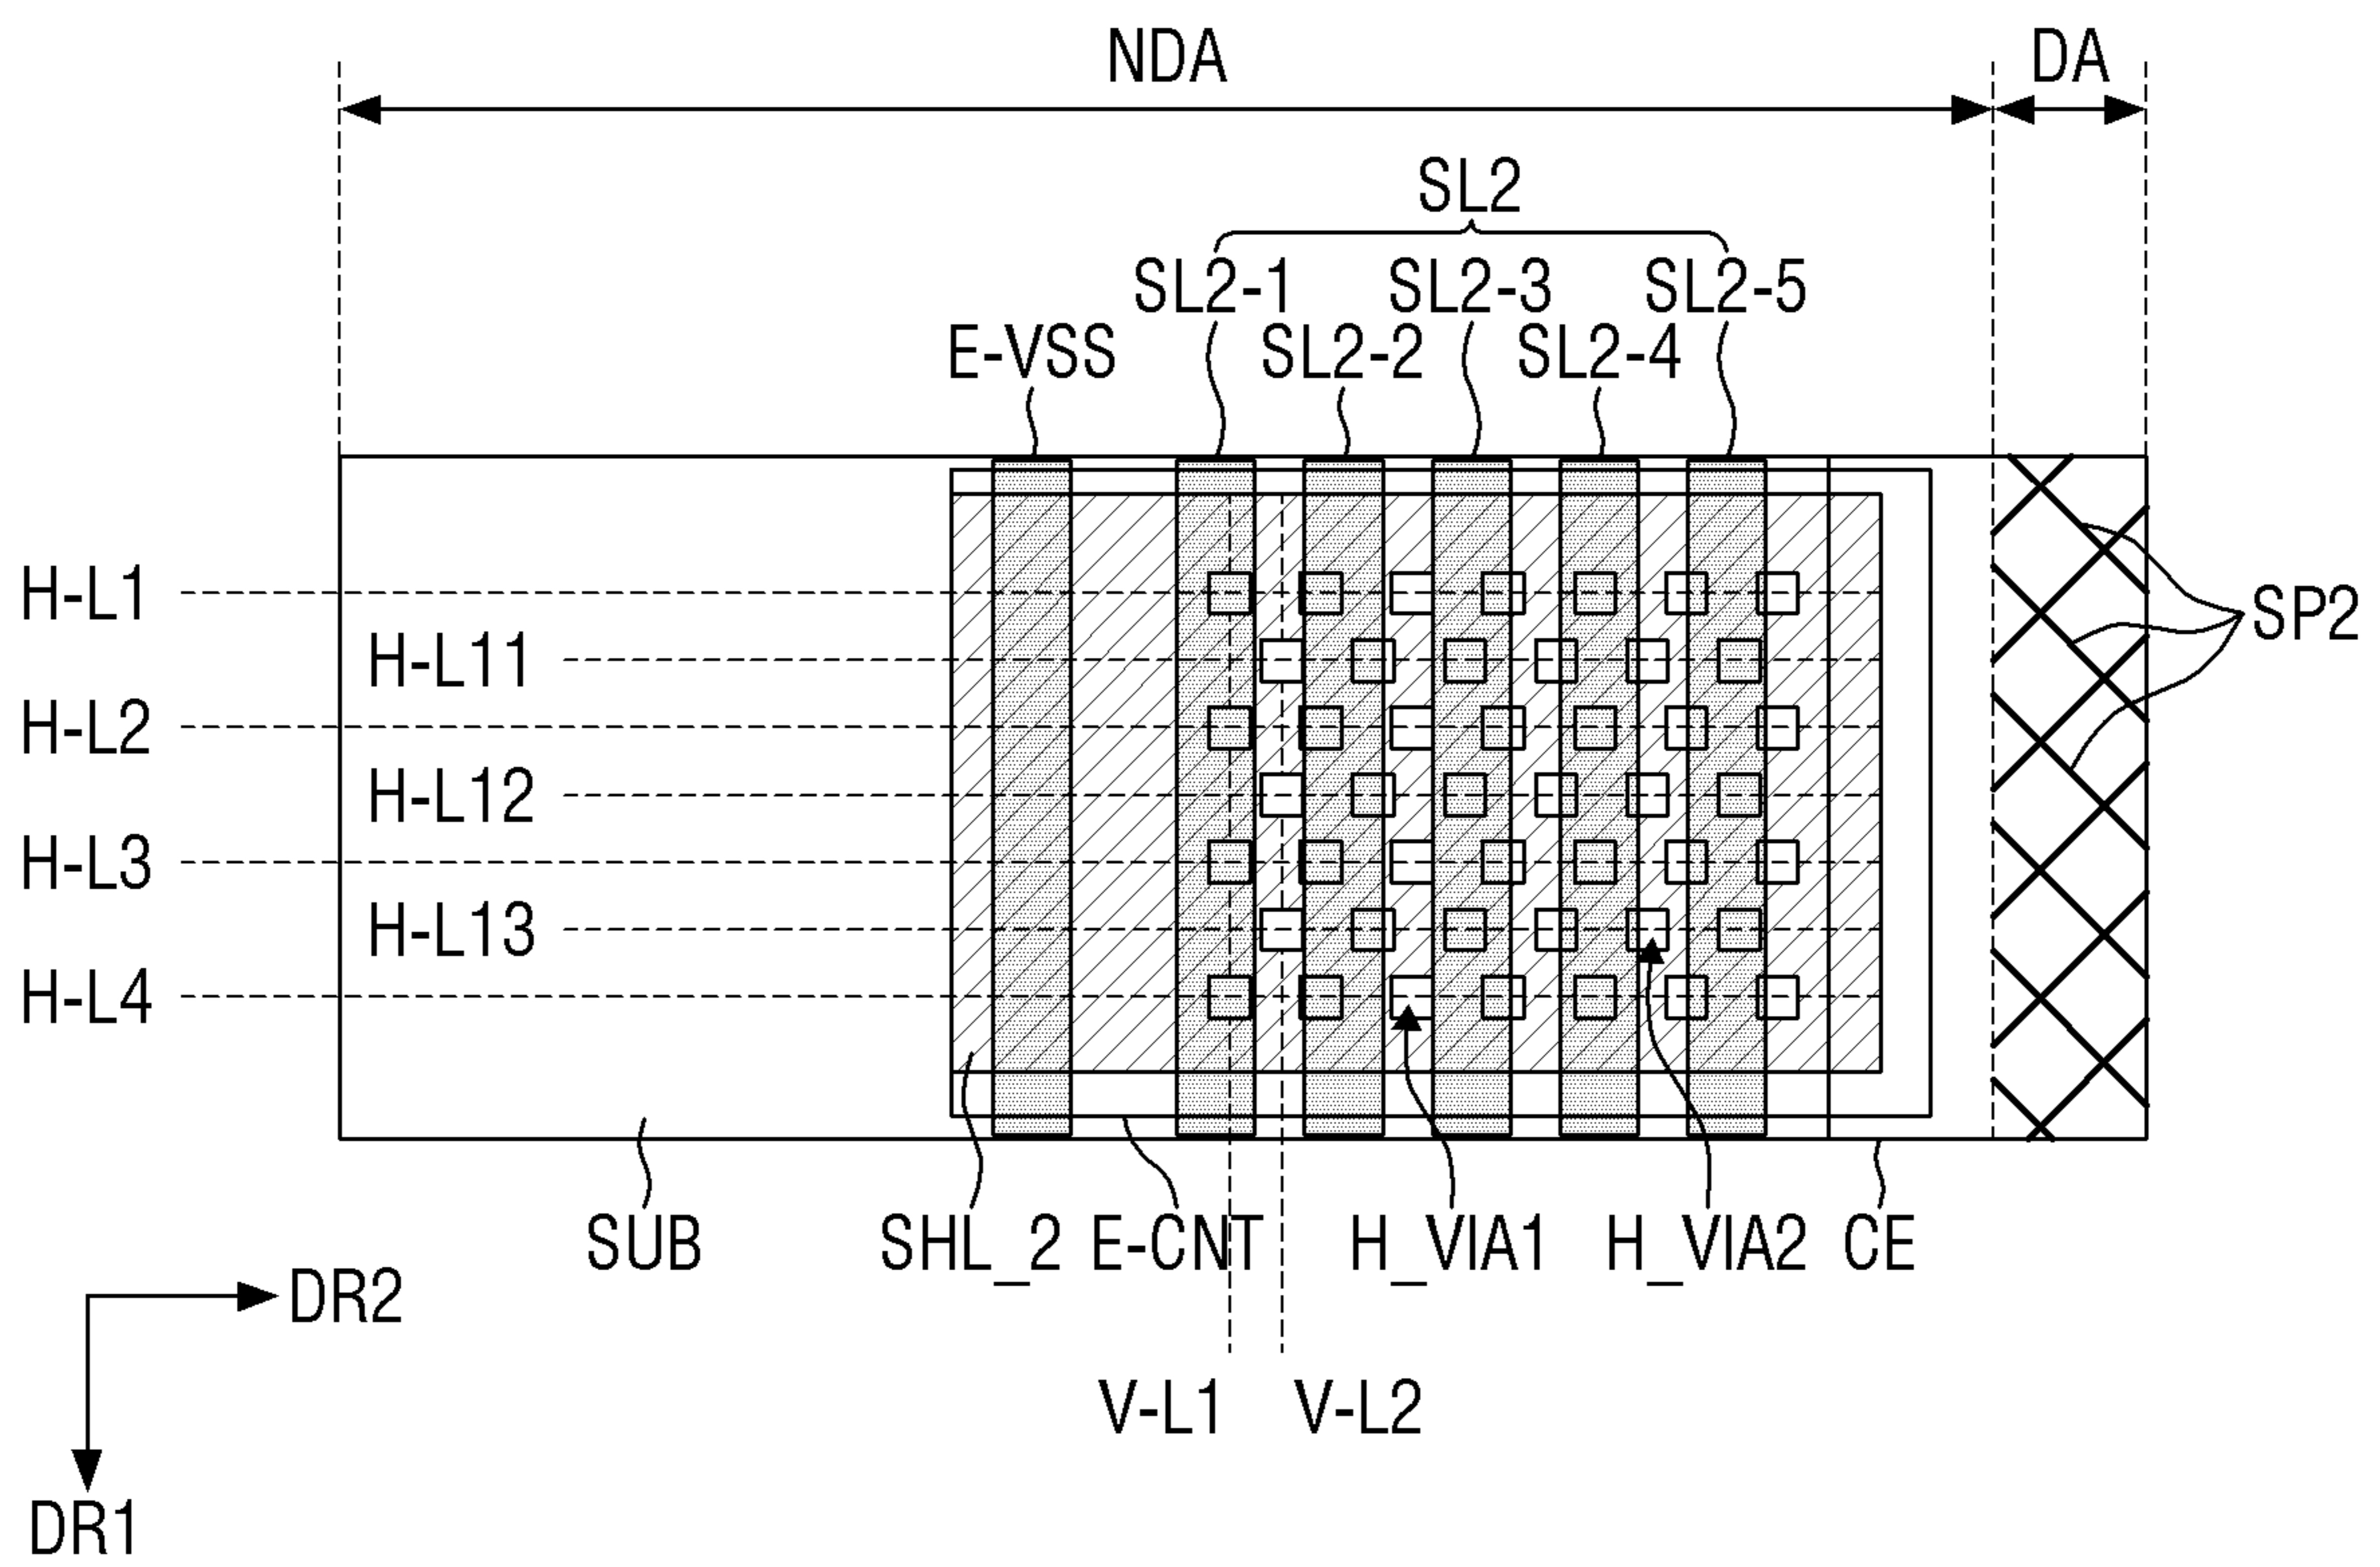 NDA DA
SL2
SL2-1 SL2-3 SL2-5
E-VSS SL2-2 SL2-4
H-L1
SP2
H-L11
H-L2
H-L12
H-L3
H-L13
H-L4
SUB SHL_2 E-CNT H_VIA1 H_VIA2 CE
DR2
V-L1 V-L2
DR1